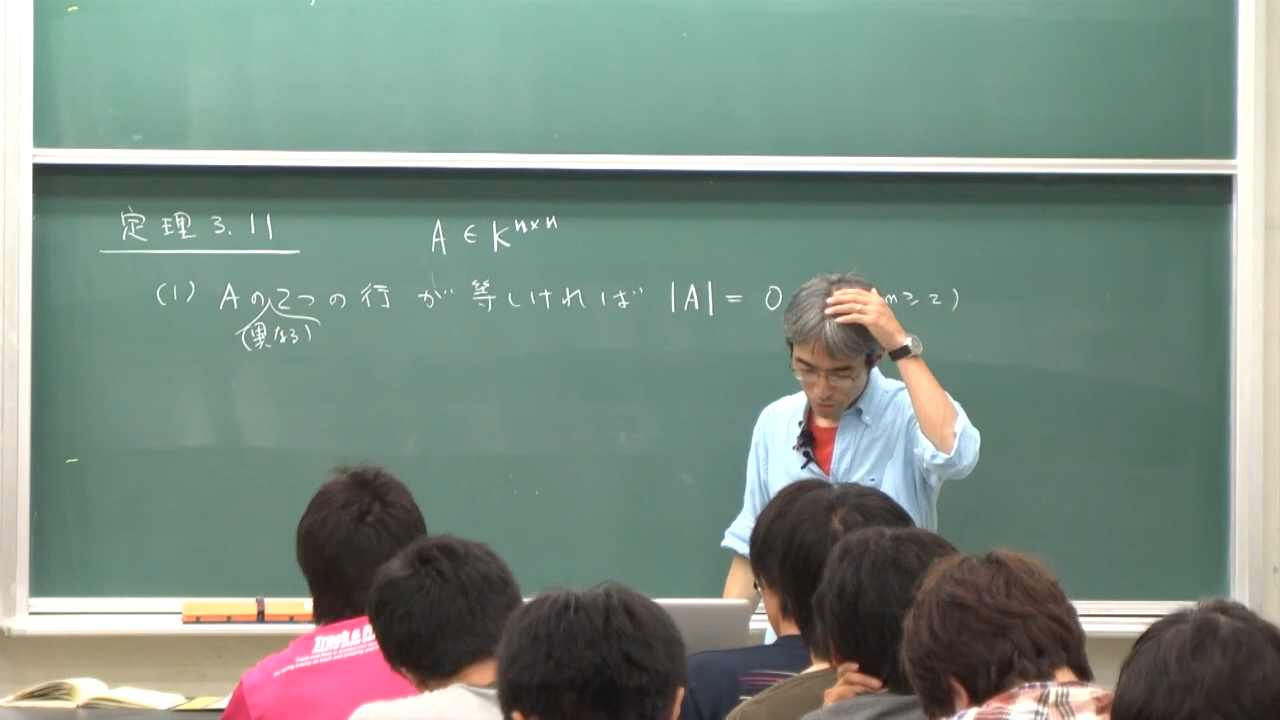 定理 3.11 A ∈ K^{n×n}
(1) Aの2つの行 が 等しければ |A| = 0 n ≥ 2)
(異なる)